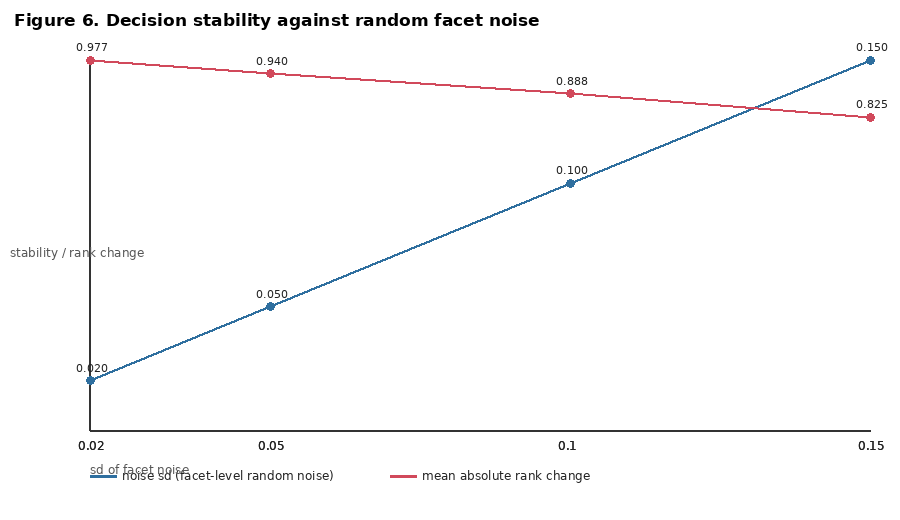 Figure 6. Decision stability against random facet noise
0.977
0.940
0.888
0.825
0.150
0.100
0.050
0.020
stability / rank change
0.02 0.05 0.1 0.15
sd of facet noise
noise sd (facet-level random noise) mean absolute rank change